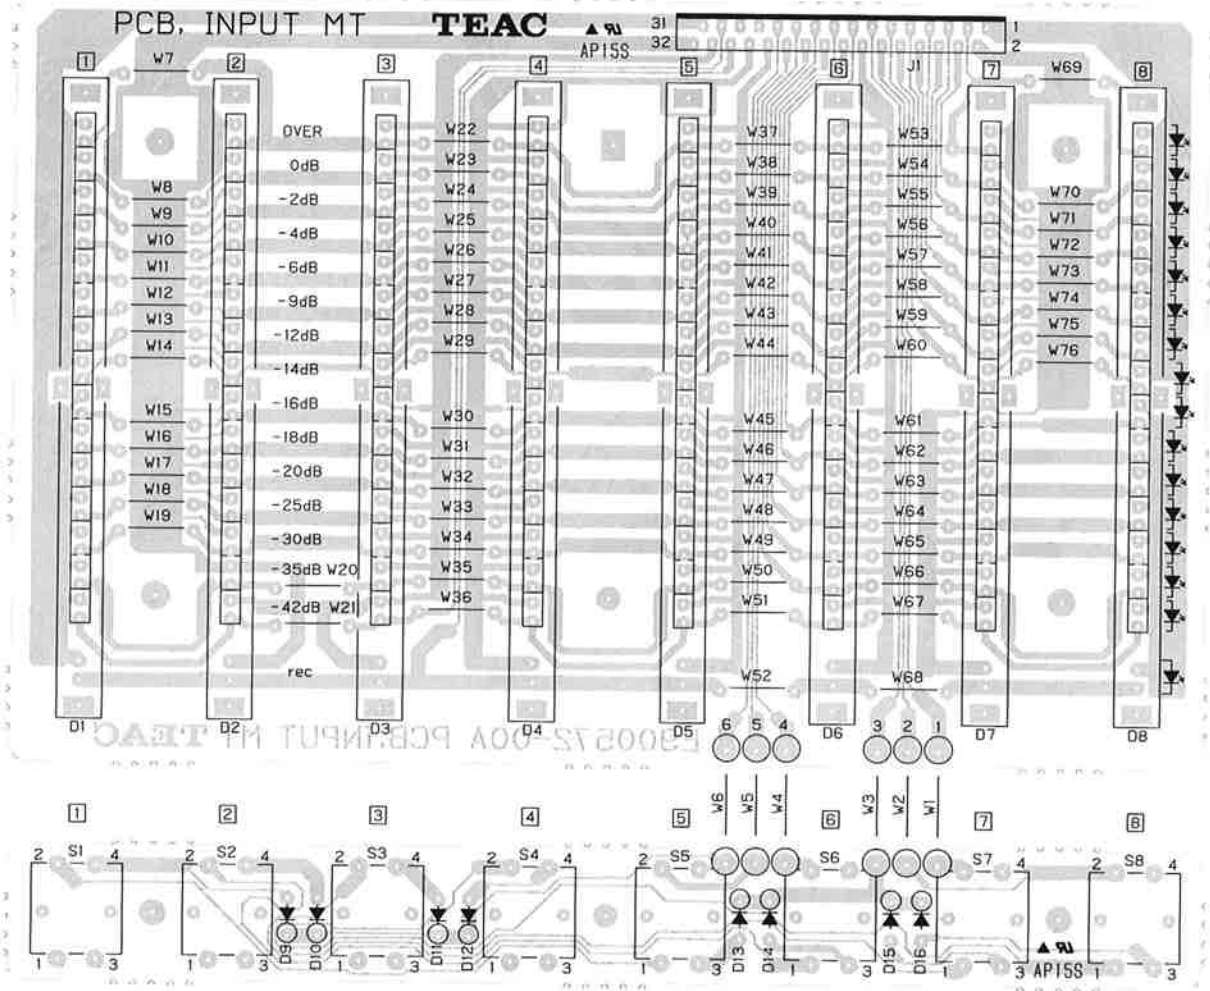 PCB, INPUT MT TEAC AP15S
31 1
32 2
J1
1 W7 2 3 4 5 6 7 W69 8
OVER W22 W37 W53
0dB W23 W38 W54
W8 -2dB W24 W39 W55 W70
W9 -4dB W25 W40 W56 W71
W10 W26 W41 W57 W72
W11 -6dB W27 W42 W58 W73
W12 -9dB W28 W43 W59 W74
W13 -12dB W29 W44 W60 W75
W14 -14dB W76
W15 -16dB W30 W45 W61
W16 -18dB W31 W46 W62
W17 -20dB W32 W47 W63
W18 -25dB W33 W48 W64
W19 -30dB W34 W49 W65
-35dB W20 W35 W50 W66
-42dB W21 W36 W51 W67
rec W52 W68
D1 D2 D3 D4 D5 D6 D7 D8
6 5 4 3 2 1
E900572-00A PCB.INPUT MT TEAC
W6 W5 W4 W3 W2 W1
1 2 3 4 5 6 7 8
2 S1 4 2 S2 4 2 S3 4 2 S4 4 S5 S6 S7 4 2 S8 4
D9 D10 D11 D12 D13 D14 D15 D16
1 3 1 3 1 3 1 3 1 3 1 3 1 3 1 3
AP15S